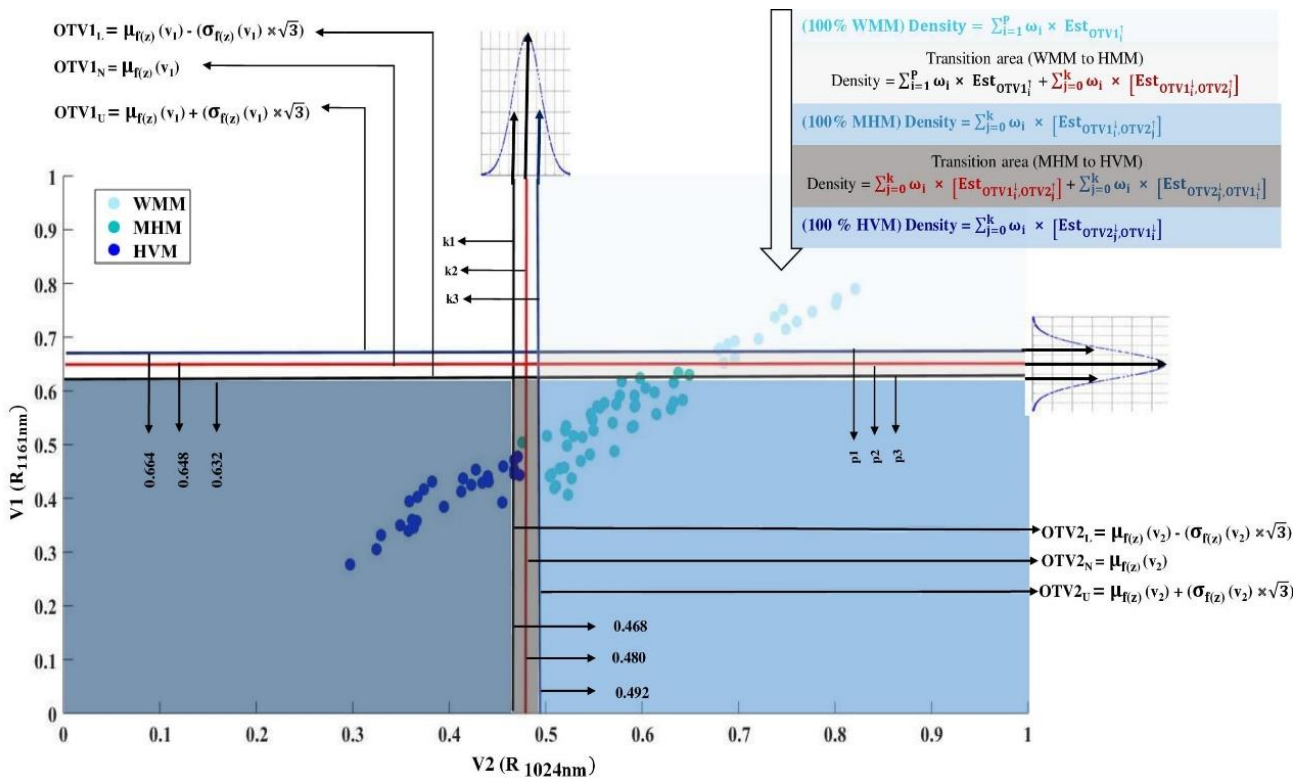 OTV1L = μf(z) (v1) - (σf(z) (v1) ×√3)
OTV1N = μf(z) (v1)
OTV1U = μf(z) (v1) + (σf(z) (v1) ×√3)
(100% WMM) Density = ∑ᵖi=1 ωi × EstOTV1i↑
Transition area (WMM to HMM)
Density = ∑ᵖi=1 ωi × EstOTV1i↑ + ∑ᵏj=0 ωi × [EstOTV1i↓,OTV2j↑]
(100% MHM) Density = ∑ᵏj=0 ωi × [EstOTV1i↓,OTV2j↑]
Transition area (MHM to HVM)
Density = ∑ᵏj=0 ωi × [EstOTV1i↓,OTV2j↑] + ∑ᵏj=0 ωi × [EstOTV2j↓,OTV1i↓]
(100 % HVM) Density = ∑ᵏj=0 ωi × [EstOTV2j↓,OTV1i↓]
WMM
MHM
HVM
k1
k2
k3
1
0.9
0.8
0.7
0.6
0.5
0.4
0.3
0.2
0.1
0
V1 (R1161nm)
0.664
0.648
0.632
p1
p2
p3
OTV2L = μf(z) (v2) - (σf(z) (v2) ×√3)
OTV2N = μf(z) (v2)
OTV2U = μf(z) (v2) + (σf(z) (v2) ×√3)
0.468
0.480
0.492
0 0.1 0.2 0.3 0.4 0.5 0.6 0.7 0.8 0.9 1
V2 (R 1024nm)